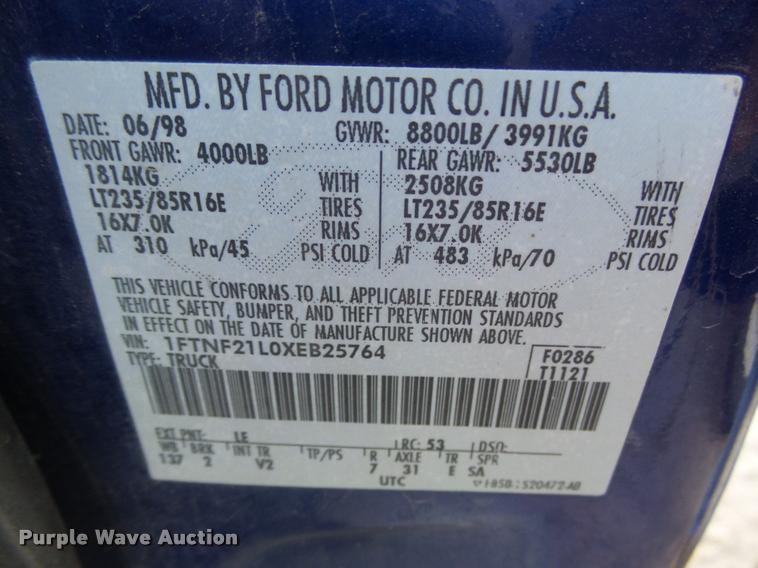 MFD. BY FORD MOTOR CO. IN U.S.A.
DATE: 06/98 GVWR: 8800LB/ 3991KG
FRONT GAWR: 4000LB REAR GAWR: 5530LB
1814KG WITH 2508KG WITH
LT235/85R16E TIRES LT235/85R16E TIRES
16X7.0K RIMS 16X7.0K RIMS
AT 310 kPa/45 PSI COLD AT 483 kPa/70 PSI COLD
THIS VEHICLE CONFORMS TO ALL APPLICABLE FEDERAL MOTOR
VEHICLE SAFETY, BUMPER, AND THEFT PREVENTION STANDARDS
IN EFFECT ON THE DATE OF MANUFACTURE SHOWN ABOVE.
VIN: 1FTNF21L0XEB25764 F0286
TYPE: TRUCK T1121
EXT PNT: LE RC: 53 DSO:
WB BRK INT TR TP/PS R AXLE TR SPR
137 2 V2 7 31 E SA
UTC
Purple Wave Auction